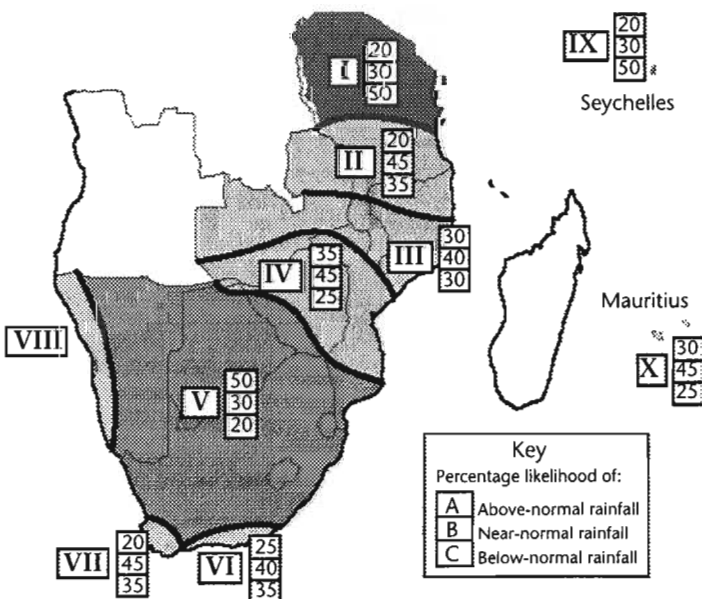 IX
20
30
50
Seychelles
I
20
30
50
II
20
45
35
III
30
40
30
IV
35
45
25
Mauritius
X
30
45
25
VIII
V
50
30
20
Key
Percentage likelihood of:
A Above-normal rainfall
B Near-normal rainfall
C Below-normal rainfall
VII
20
45
35
VI
25
40
35